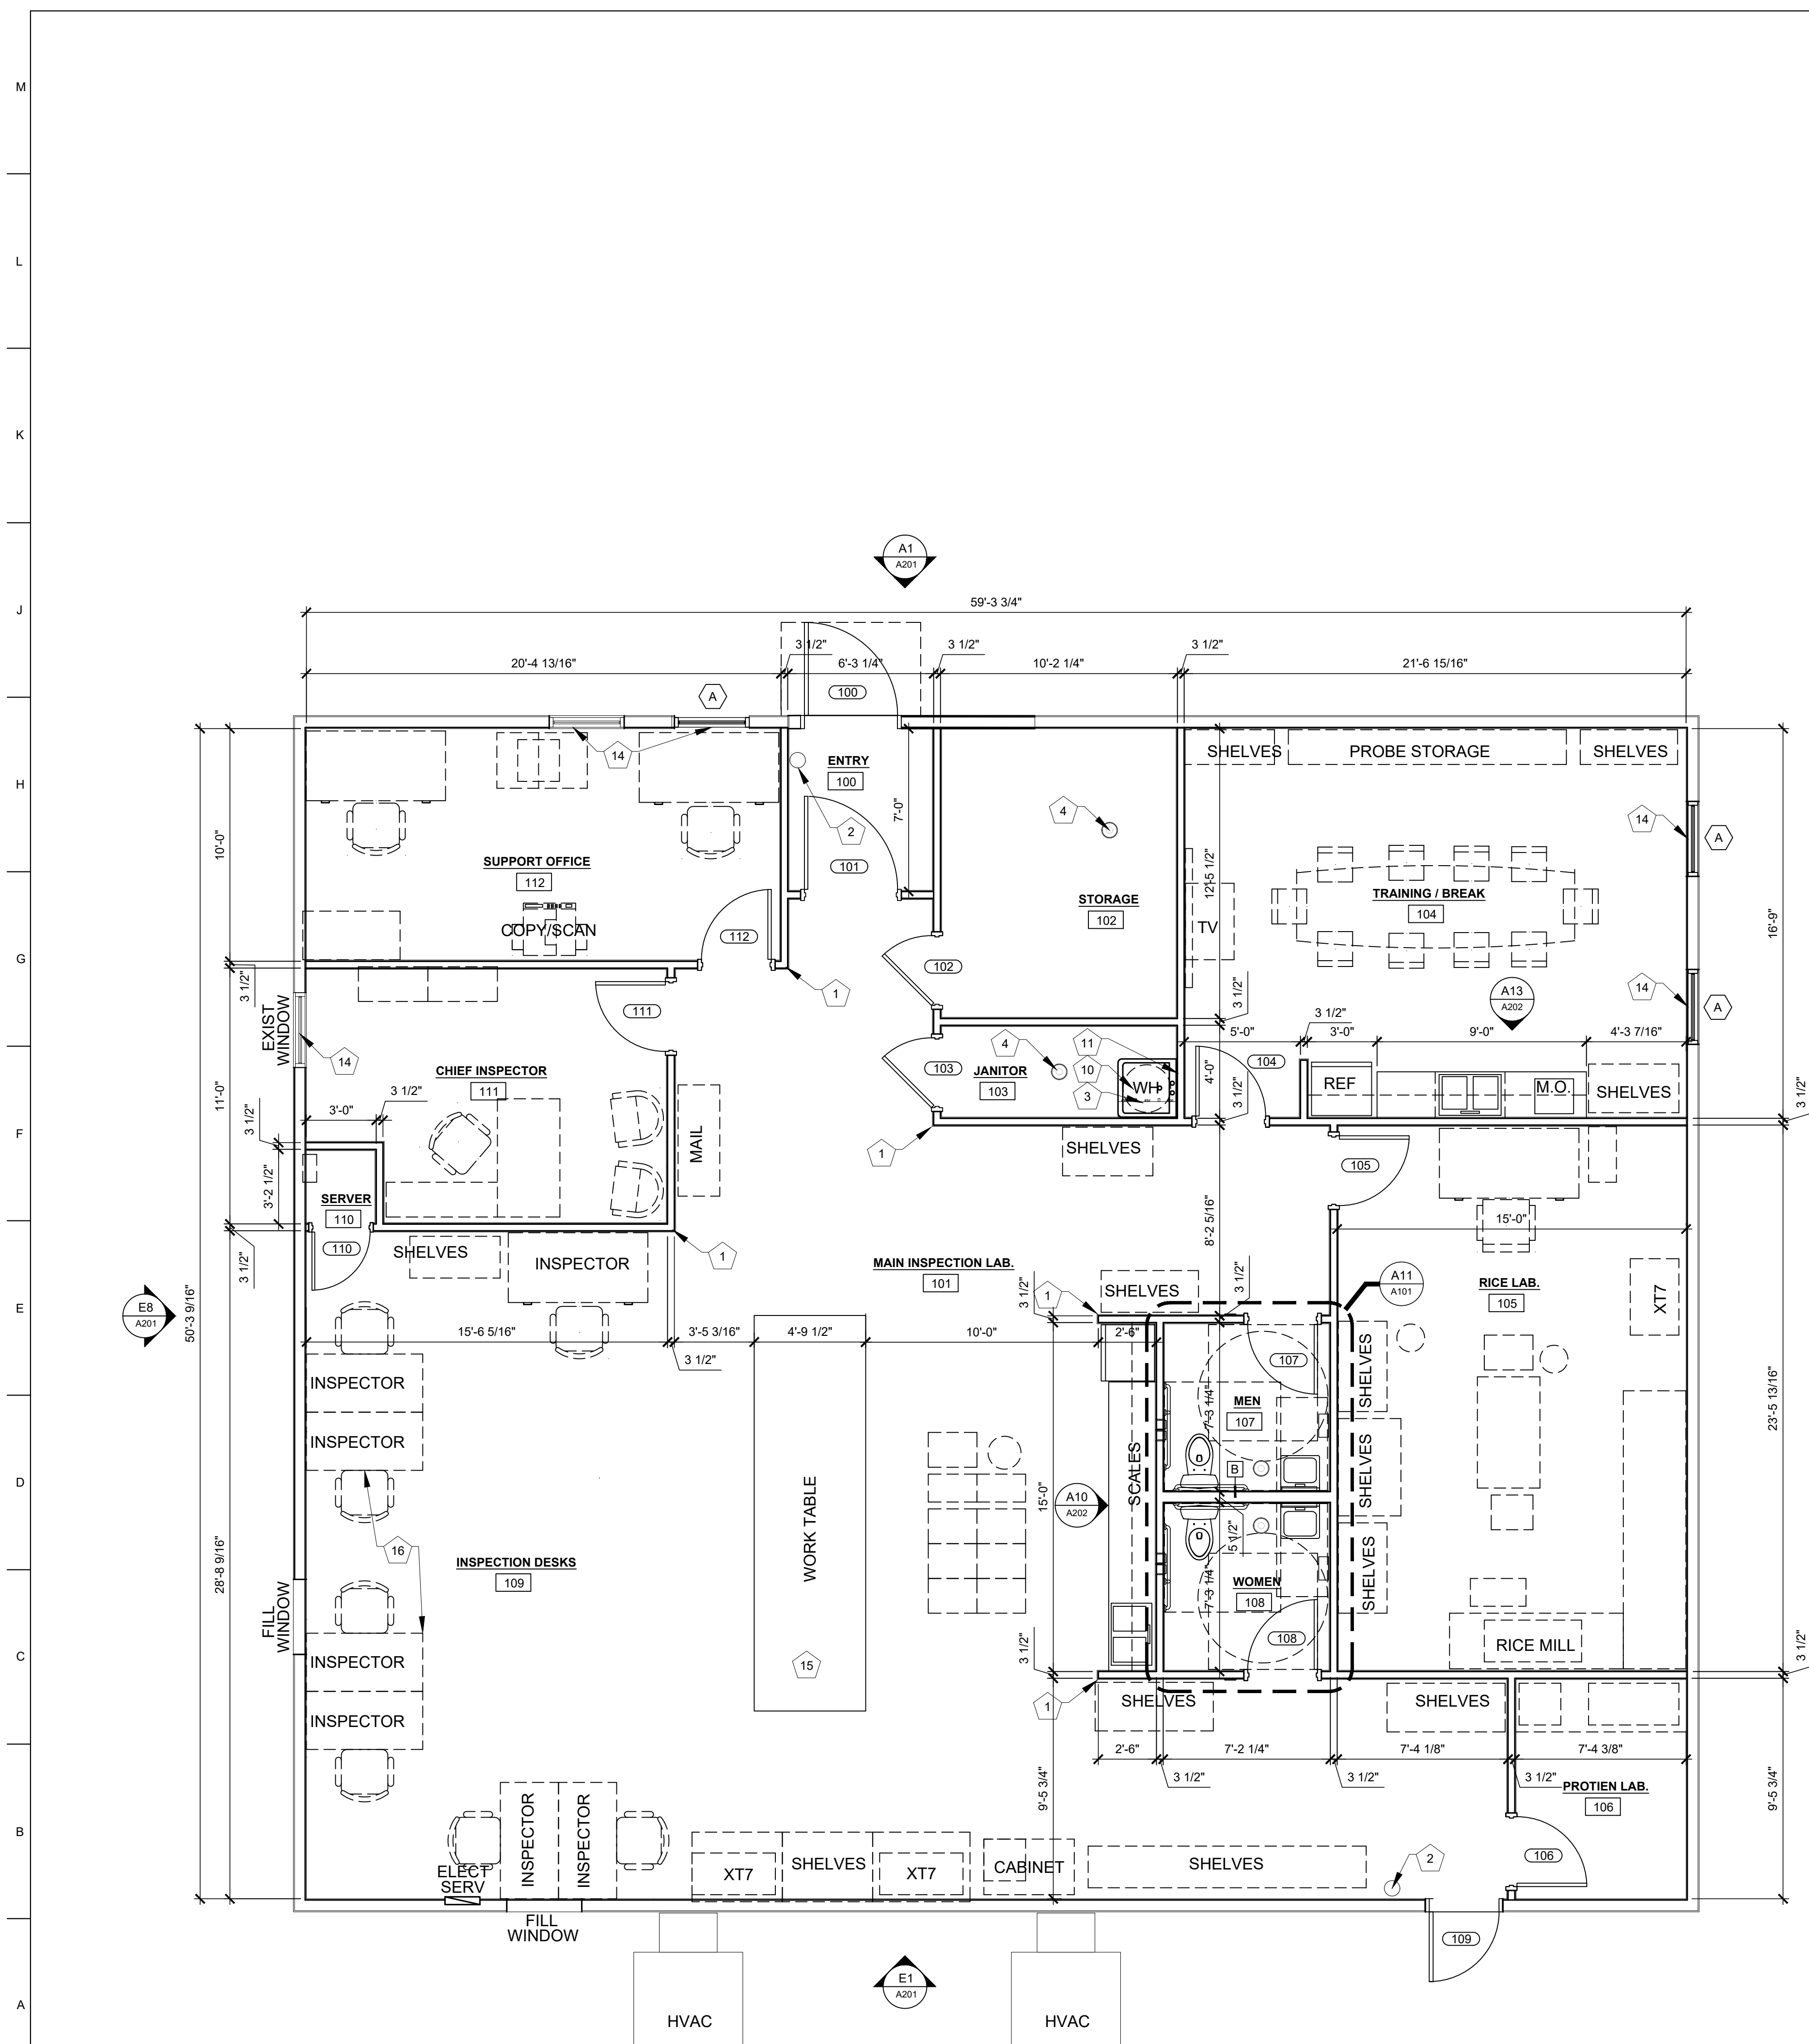 M
L
K
A1
A201
J
59'-3 3/4"
3 1/2"
3 1/2"
3 1/2"
20'-4 13/16"
6'-3 1/4"
10'-2 1/4"
21'-6 15/16"
A
100
14
ENTRY
100
SHELVES
PROBE STORAGE
SHELVES
H
2
7'-0"
4
14
A
10'-0"
SUPPORT OFFICE
112
101
12'-5 1/2"
STORAGE
102
TRAINING / BREAK
104
16'-9"
COPY/SCAN
TV
112
G
102
3 1/2"
1
A13
A202
14
A
3 1/2"
EXIST
WINDOW
111
3 1/2"
5'-0"
3'-0"
9'-0"
4'-3 7/16"
14
4
11
104
CHIEF INSPECTOR
111
103
JANITOR
103
10
WH
3
4'-0"
REF
M.O.
SHELVES
11'-0"
3 1/2"
3'-0"
3 1/2"
3 1/2"
3 1/2"
F
MAIL
1
SHELVES
105
3'-2 1/2"
SERVER
110
15'-0"
8'-2 5/16"
110
SHELVES
INSPECTOR
1
3 1/2"
MAIN INSPECTION LAB.
101
3 1/2"
3 1/2"
A11
A101
RICE LAB.
105
XT7
E
E8
A201
50'-3 9/16"
1
SHELVES
15'-6 5/16"
3'-5 3/16"
4'-9 1/2"
10'-0"
2'-6"
3 1/2"
107
SHELVES
INSPECTOR
MEN
107
7'-3 1/4"
23'-5 13/16"
INSPECTOR
D
SCALES
B
SHELVES
15'-0"
A10
A202
WORK TABLE
5 1/2"
16
28'-8 9/16"
INSPECTION DESKS
109
WOMEN
108
7'-3 1/4"
SHELVES
FILL
WINDOW
108
RICE MILL
C
INSPECTOR
15
3 1/2"
3 1/2"
INSPECTOR
1
SHELVES
SHELVES
2'-6"
7'-2 1/4"
7'-4 1/8"
7'-4 3/8"
3 1/2"
3 1/2"
3 1/2"
PROTIEN LAB.
106
9'-5 3/4"
9'-5 3/4"
B
INSPECTOR
INSPECTOR
ELECT
SERV
XT7
SHELVES
XT7
CABINET
SHELVES
2
106
FILL
WINDOW
109
E1
A201
A
HVAC
HVAC